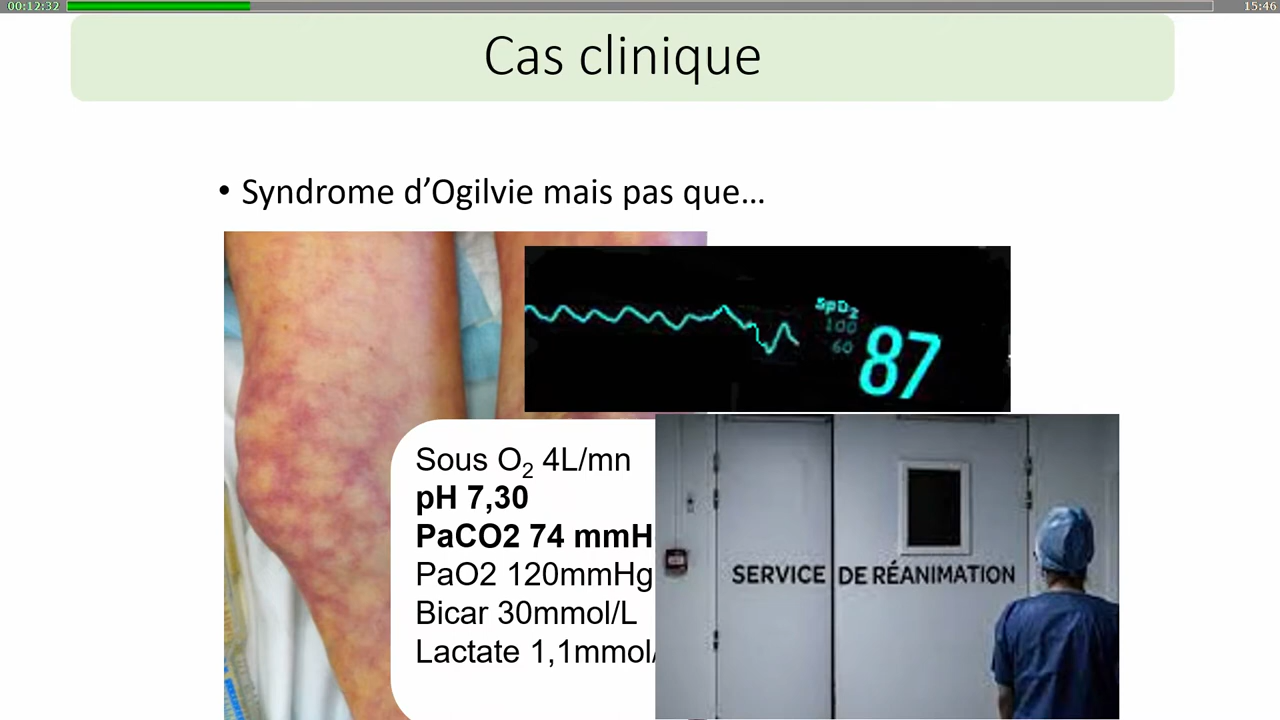 00:12:32
15:46
Cas clinique
• Syndrome d’Ogilvie mais pas que…
SpO2
100
60
87
Sous O2 4L/mn
pH 7,30
PaCO2 74 mmH
PaO2 120mmHg
Bicar 30mmol/L
Lactate 1,1mmol/
SERVICE DE RÉANIMATION